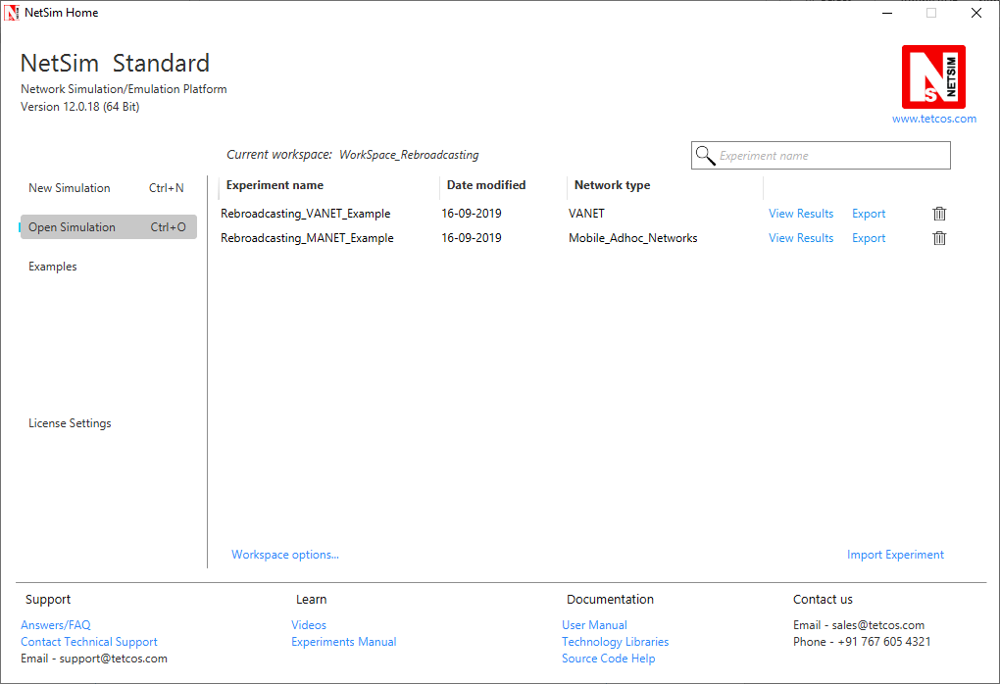 NetSim Home
NetSim Standard
Network Simulation/Emulation Platform
Version 12.0.18 (64 Bit)
NS NETSIM
www.tetcos.com
Current workspace: WorkSpace_Rebroadcasting
Experiment name
New Simulation Ctrl+N
Open Simulation Ctrl+O
Examples
License Settings
Experiment name Date modified Network type
Rebroadcasting_VANET_Example 16-09-2019 VANET View Results Export
Rebroadcasting_MANET_Example 16-09-2019 Mobile_Adhoc_Networks View Results Export
Workspace options... Import Experiment
Support
Answers/FAQ
Contact Technical Support
Email - support@tetcos.com
Learn
Videos
Experiments Manual
Documentation
User Manual
Technology Libraries
Source Code Help
Contact us
Email - sales@tetcos.com
Phone - +91 767 605 4321